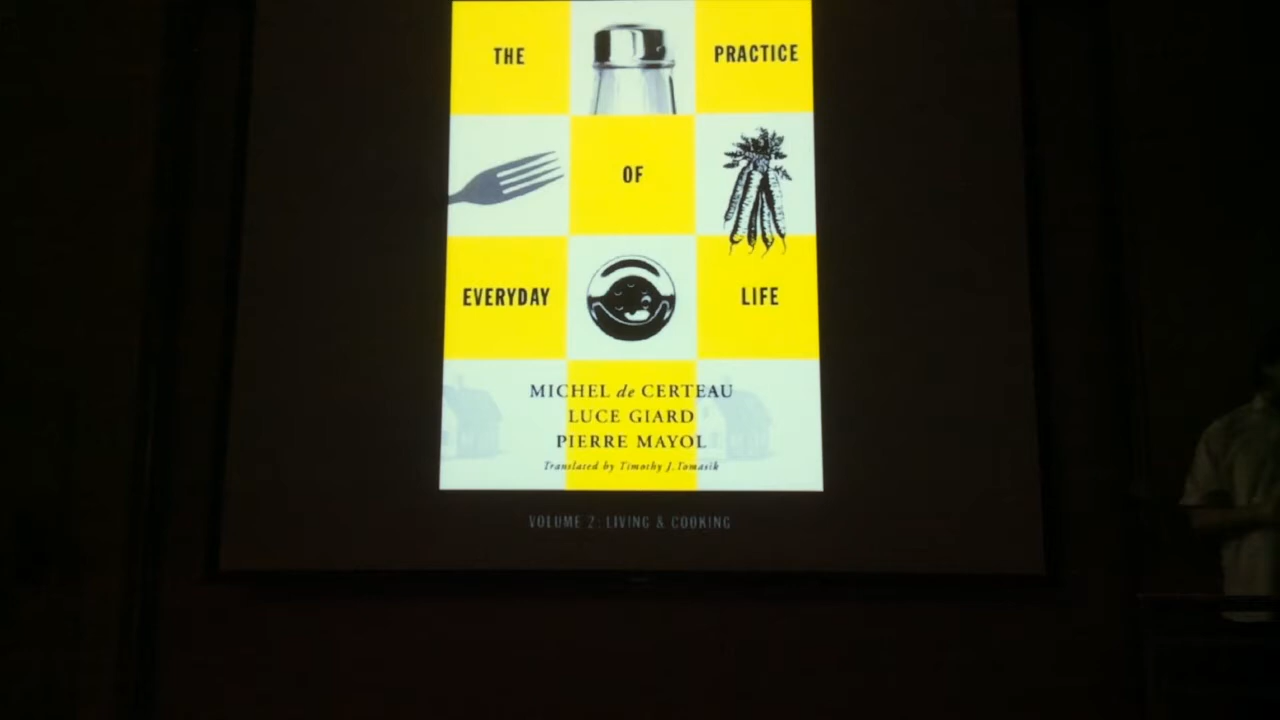 THE PRACTICE
OF
EVERYDAY LIFE
MICHEL de CERTEAU
LUCE GIARD
PIERRE MAYOL
Translated by Timothy J. Tomasik
VOLUME 2: LIVING & COOKING